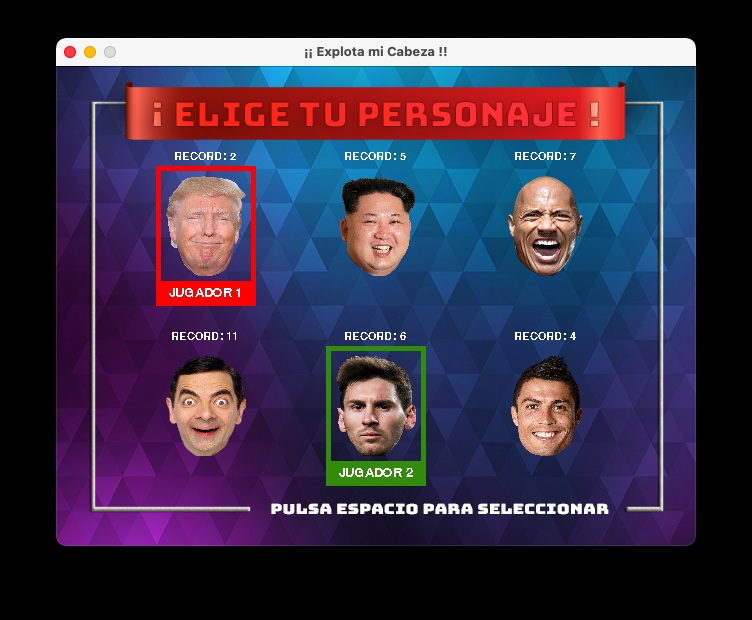 ¡¡ Explota mi Cabeza !!
¡ ELIGE TU PERSONAJE !
RECORD: 2
RECORD: 5
RECORD: 7
JUGADOR 1
RECORD: 11
RECORD: 6
RECORD: 4
JUGADOR 2
PULSA ESPACIO PARA SELECCIONAR